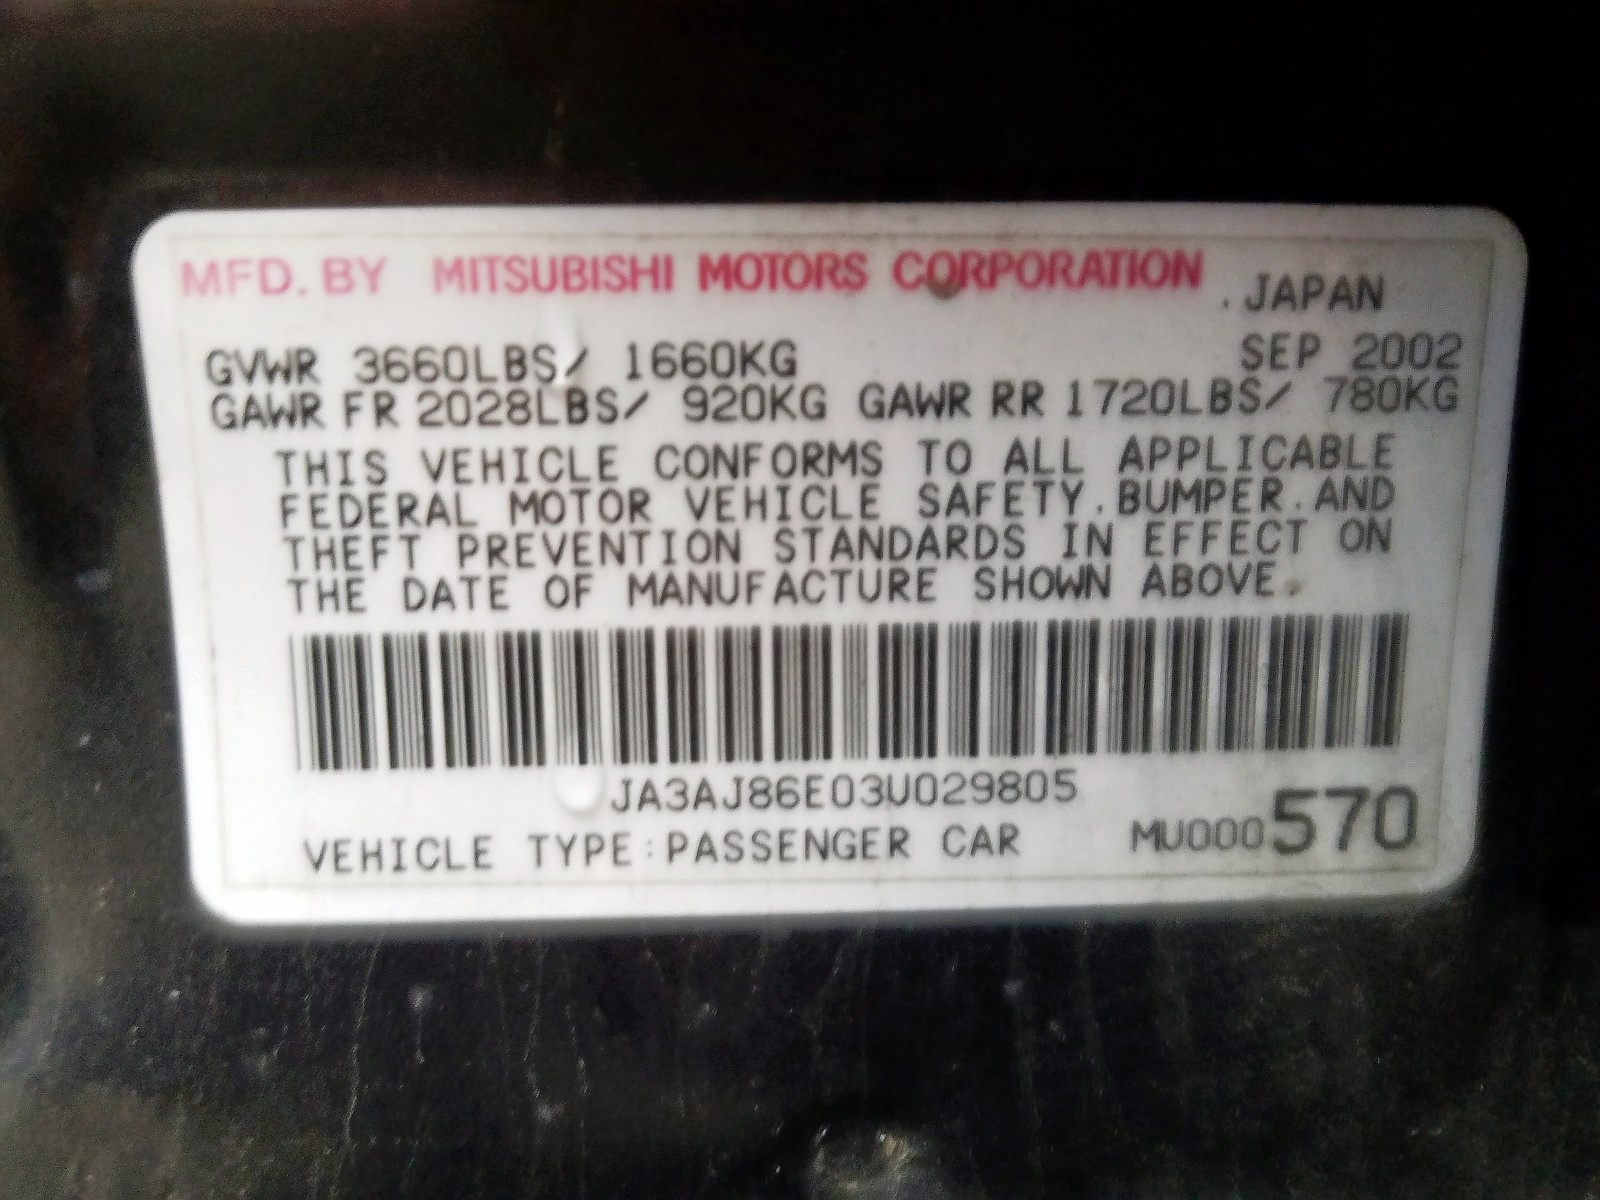 MFD. BY MITSUBISHI MOTORS CORPORATION , JAPAN
GVWR 3660LBS/ 1660KG SEP 2002
GAWR FR 2028LBS/ 920KG GAWR RR 1720LBS/ 780KG
THIS VEHICLE CONFORMS TO ALL APPLICABLE
FEDERAL MOTOR VEHICLE SAFETY, BUMPER, AND
THEFT PREVENTION STANDARDS IN EFFECT ON
THE DATE OF MANUFACTURE SHOWN ABOVE.
JA3AJ86E03U029805
VEHICLE TYPE:PASSENGER CAR MU000570